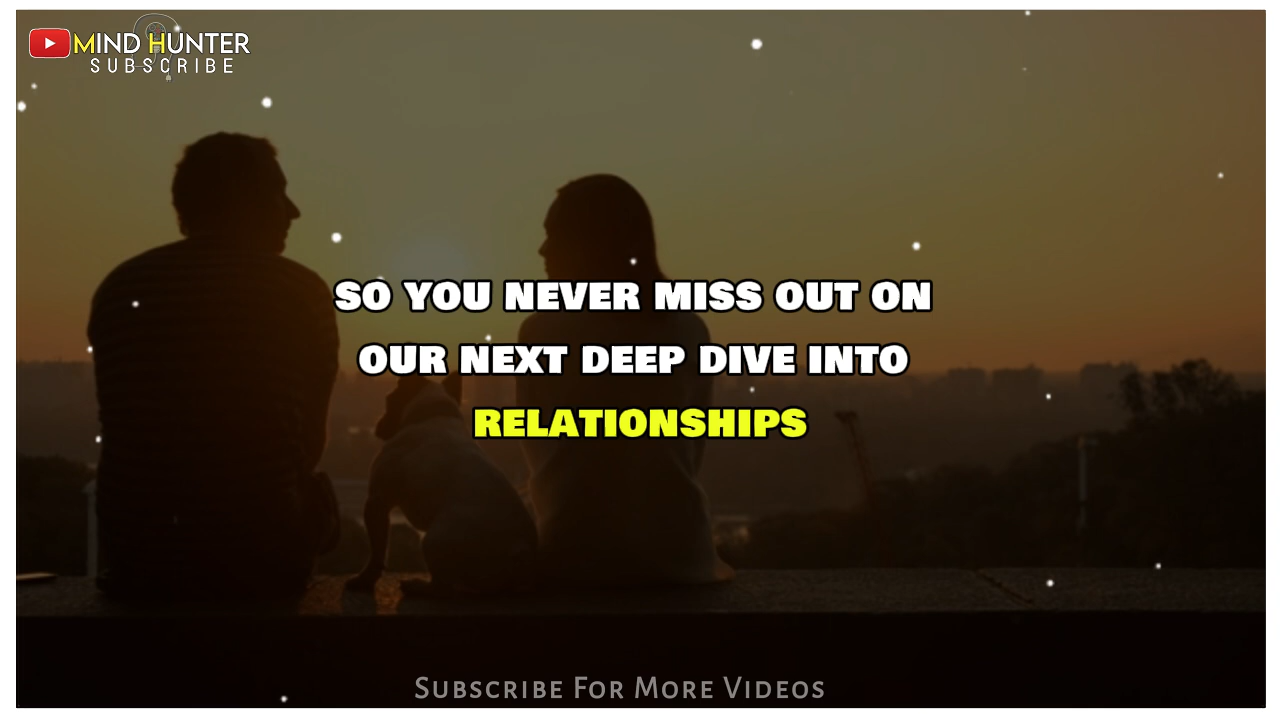 MIND HUNTER
SUBSCRIBE
SO YOU NEVER MISS OUT ON
OUR NEXT DEEP DIVE INTO
RELATIONSHIPS
SUBSCRIBE FOR MORE VIDEOS